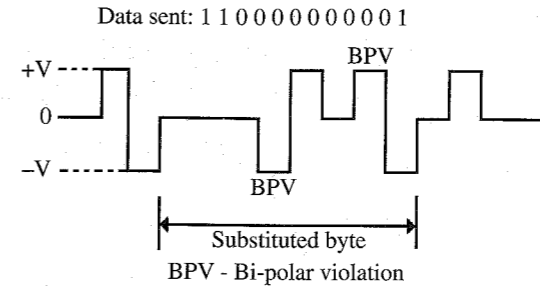 Data sent: 1 1 0 0 0 0 0 0 0 0 0 0 1
BPV
+V
0
−V
BPV
Substituted byte
BPV - Bi-polar violation